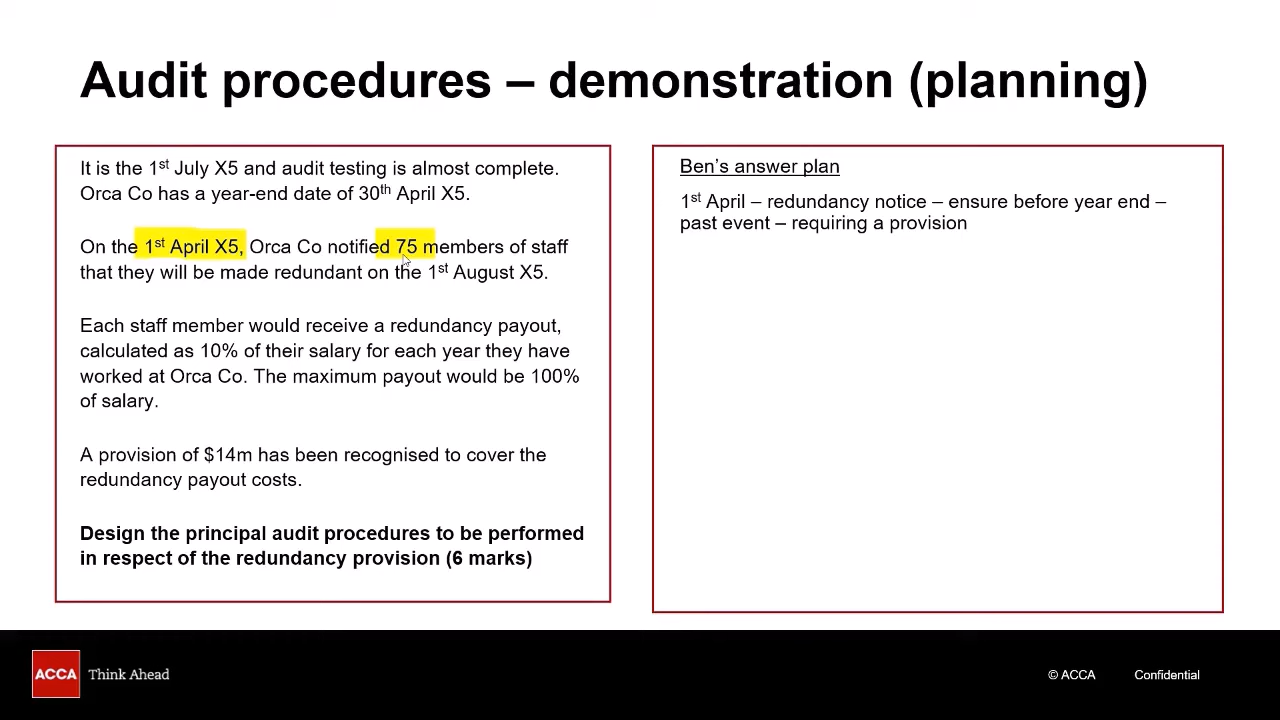 Audit procedures – demonstration (planning)
It is the 1st July X5 and audit testing is almost complete.
Orca Co has a year-end date of 30th April X5.
On the 1st April X5, Orca Co notified 75 members of staff
that they will be made redundant on the 1st August X5.
Each staff member would receive a redundancy payout,
calculated as 10% of their salary for each year they have
worked at Orca Co. The maximum payout would be 100%
of salary.
A provision of $14m has been recognised to cover the
redundancy payout costs.
Design the principal audit procedures to be performed
in respect of the redundancy provision (6 marks)
Ben's answer plan
1st April – redundancy notice – ensure before year end –
past event – requiring a provision
ACCA Think Ahead
© ACCA Confidential